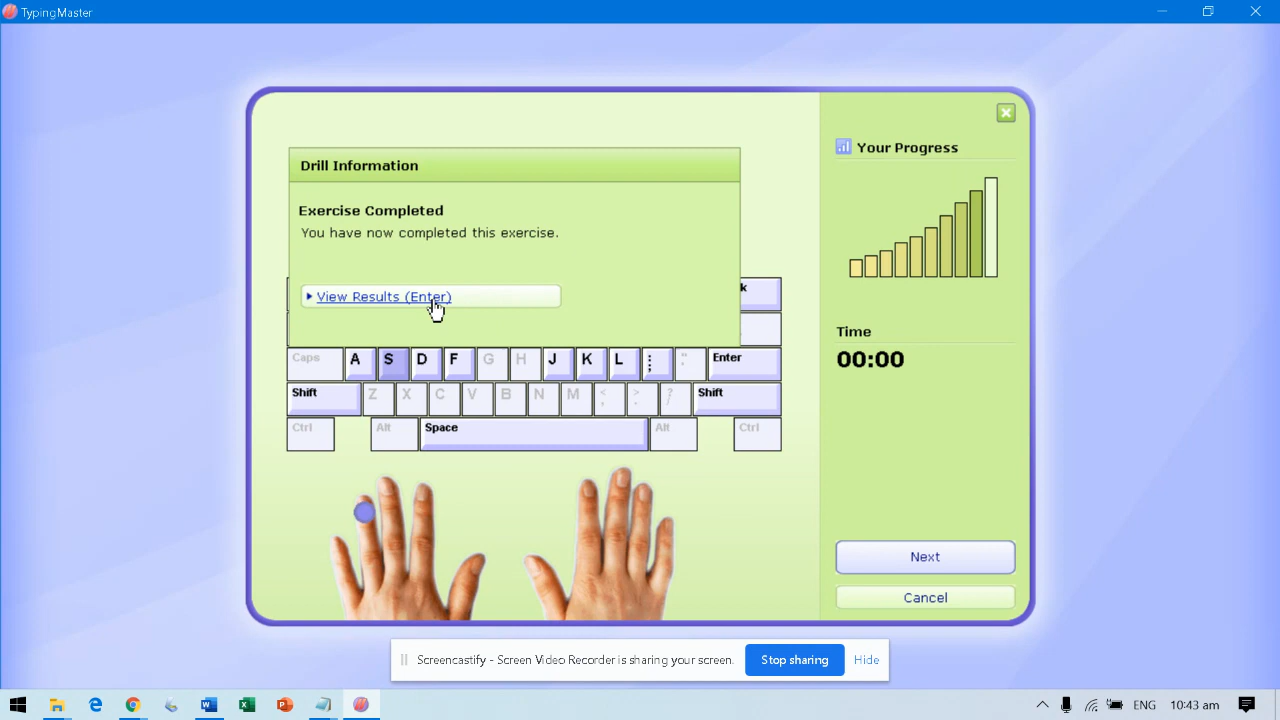 TypingMaster
Drill Information
Exercise Completed
You have now completed this exercise.
View Results (Enter)
Your Progress
Time
00:00
k
Caps A S D F G H J K L ; : " ' Enter
Shift Z X C V B N M < , > . ? / Shift
Ctrl Alt Space Alt Ctrl
Next
Cancel
Screencastify - Screen Video Recorder is sharing your screen. Stop sharing Hide
ENG 10:43 am